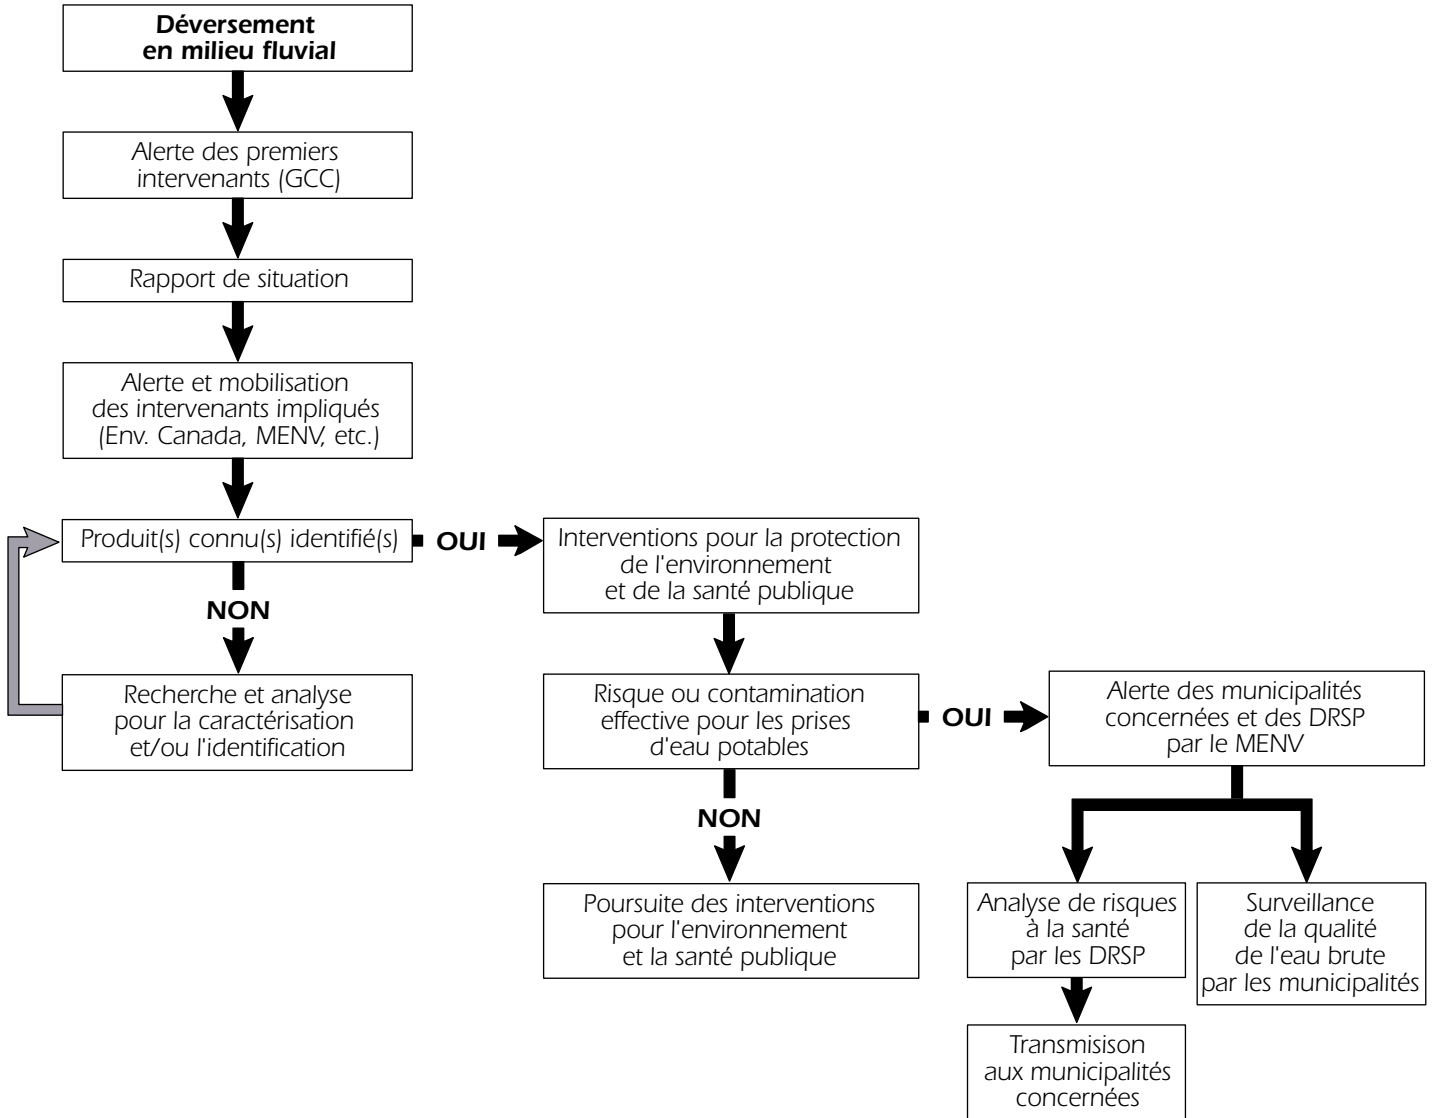 Déversement
en milieu fluvial
Alerte des premiers
intervenants (GCC)
Rapport de situation
Alerte et mobilisation
des intervenants impliqués
(Env. Canada, MENV, etc.)
Produit(s) connu(s) identifié(s)
OUI
Interventions pour la protection
de l'environnement
et de la santé publique
NON
Recherche et analyse
pour la caractérisation
et/ou l'identification
Risque ou contamination
effective pour les prises
d'eau potables
OUI
Alerte des municipalités
concernées et des DRSP
par le MENV
NON
Poursuite des interventions
pour l'environnement
et la santé publique
Analyse de risques
à la santé
par les DRSP
Surveillance
de la qualité
de l'eau brute
par les municipalités
Transmisison
aux municipalités
concernées